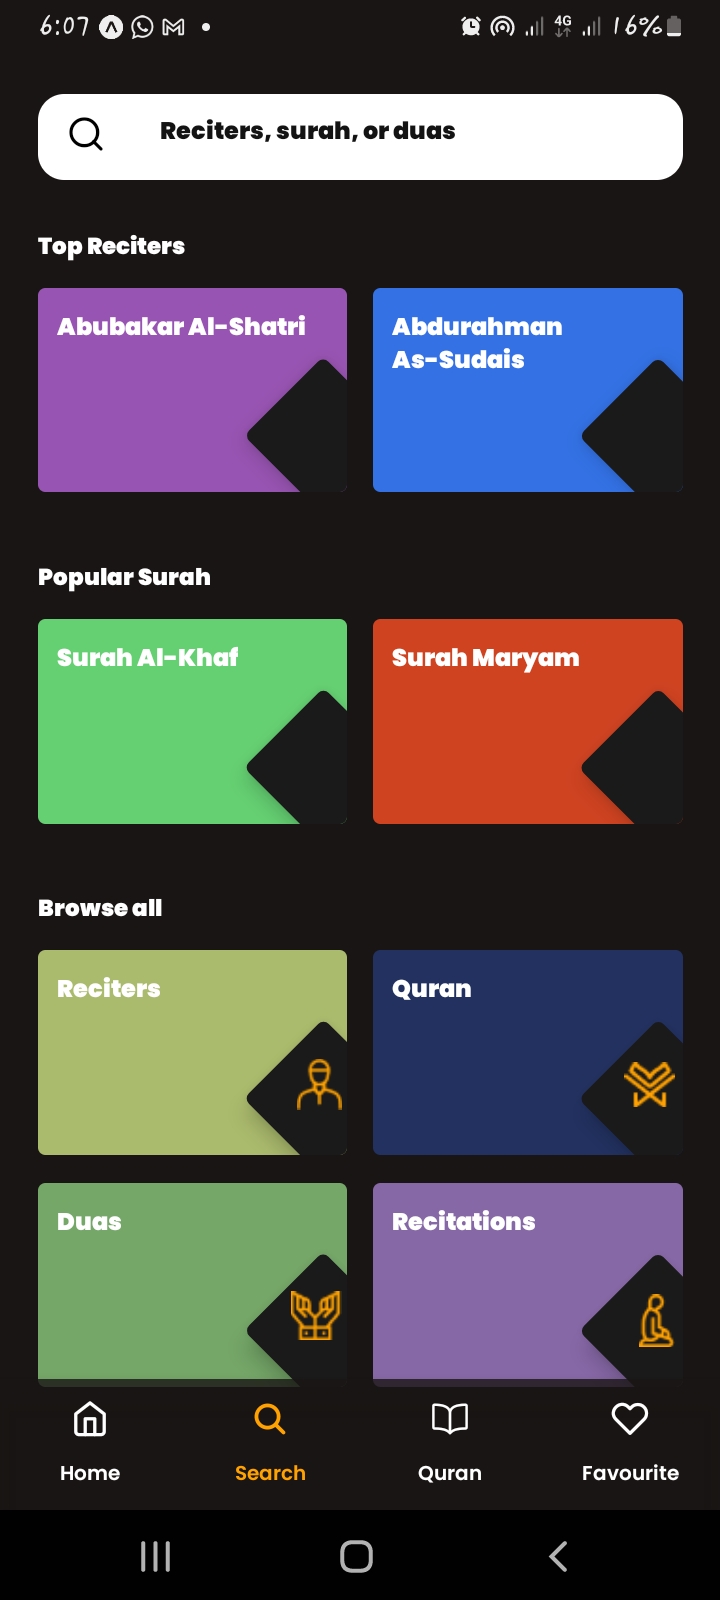 6:07
4G
16%
Reciters, surah, or duas
Top Reciters
Abubakar Al-Shatri
Abdurahman
As-Sudais
Popular Surah
Surah Al-Khaf
Surah Maryam
Browse all
Reciters
Quran
Duas
Recitations
Home
Search
Quran
Favourite